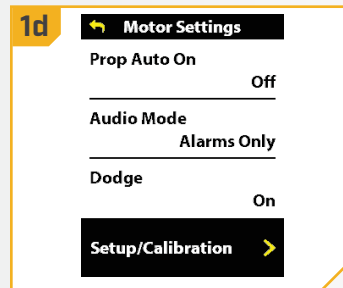 1d
Motor Settings
Prop Auto On
Off
Audio Mode
Alarms Only
Dodge
On
Setup/Calibration